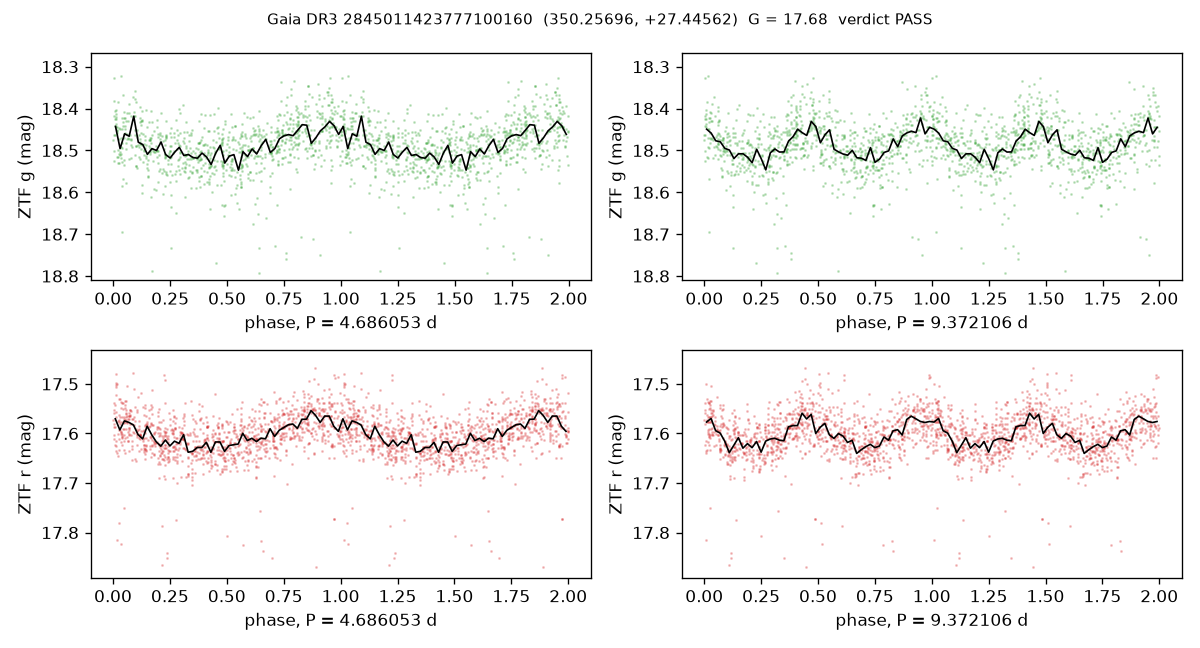 Gaia DR3 2845011423777100160  (350.25696, +27.44562)  G = 17.68  verdict PASS
18.3
18.4
18.5
18.6
18.7
18.8
ZTF g (mag)
0.00 0.25 0.50 0.75 1.00 1.25 1.50 1.75 2.00
phase, P = 4.686053 d
18.3
18.4
18.5
18.6
18.7
18.8
ZTF g (mag)
0.00 0.25 0.50 0.75 1.00 1.25 1.50 1.75 2.00
phase, P = 9.372106 d
17.5
17.6
17.7
17.8
ZTF r (mag)
0.00 0.25 0.50 0.75 1.00 1.25 1.50 1.75 2.00
phase, P = 4.686053 d
17.5
17.6
17.7
17.8
ZTF r (mag)
0.00 0.25 0.50 0.75 1.00 1.25 1.50 1.75 2.00
phase, P = 9.372106 d